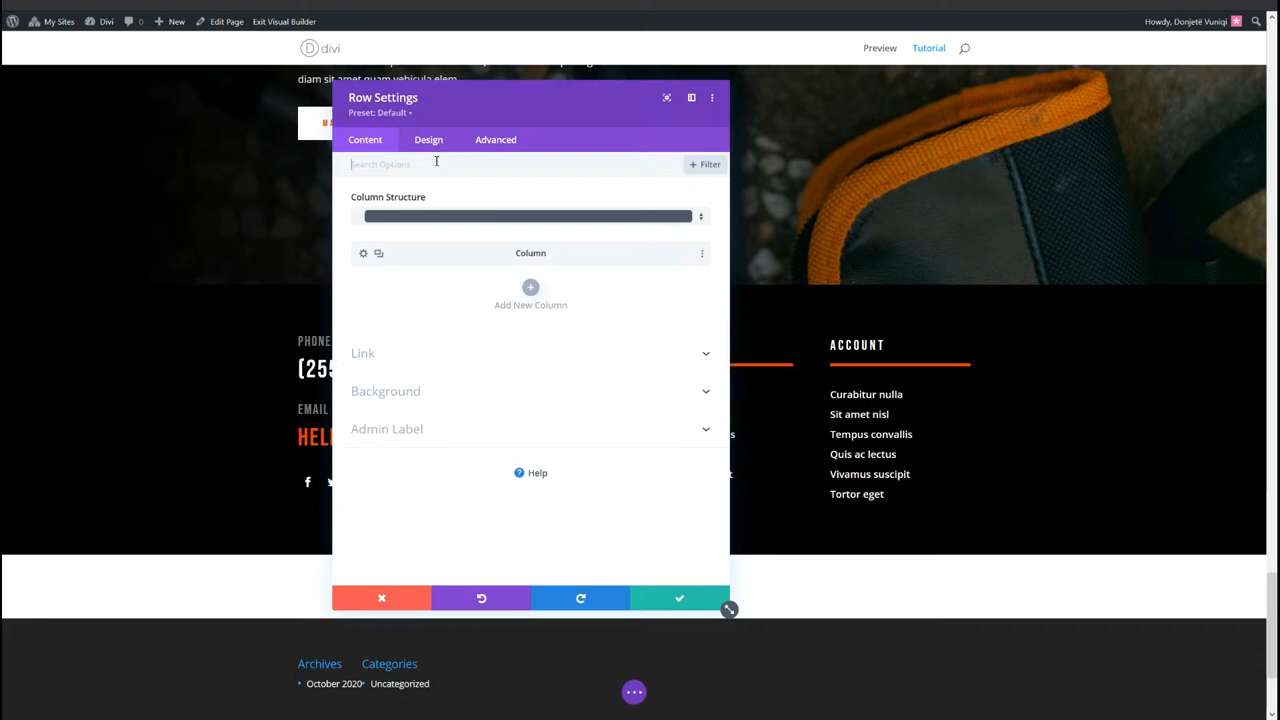 My Sites Divi 0 New Edit Page Exit Visual Builder Howdy, Donjetë Vuniqi
D divi Preview Tutorial
diam sit amet quam vehicula elem
Row Settings
Preset: Default
Content Design Advanced
Search Options + Filter
Column Structure
Column
Add New Column
Link
Background
Admin Label
? Help
PHONE
(255
EMAIL
HELL
ACCOUNT
Curabitur nulla
Sit amet nisl
Tempus convallis
Quis ac lectus
Vivamus suscipit
Tortor eget
Archives Categories
October 2020 Uncategorized